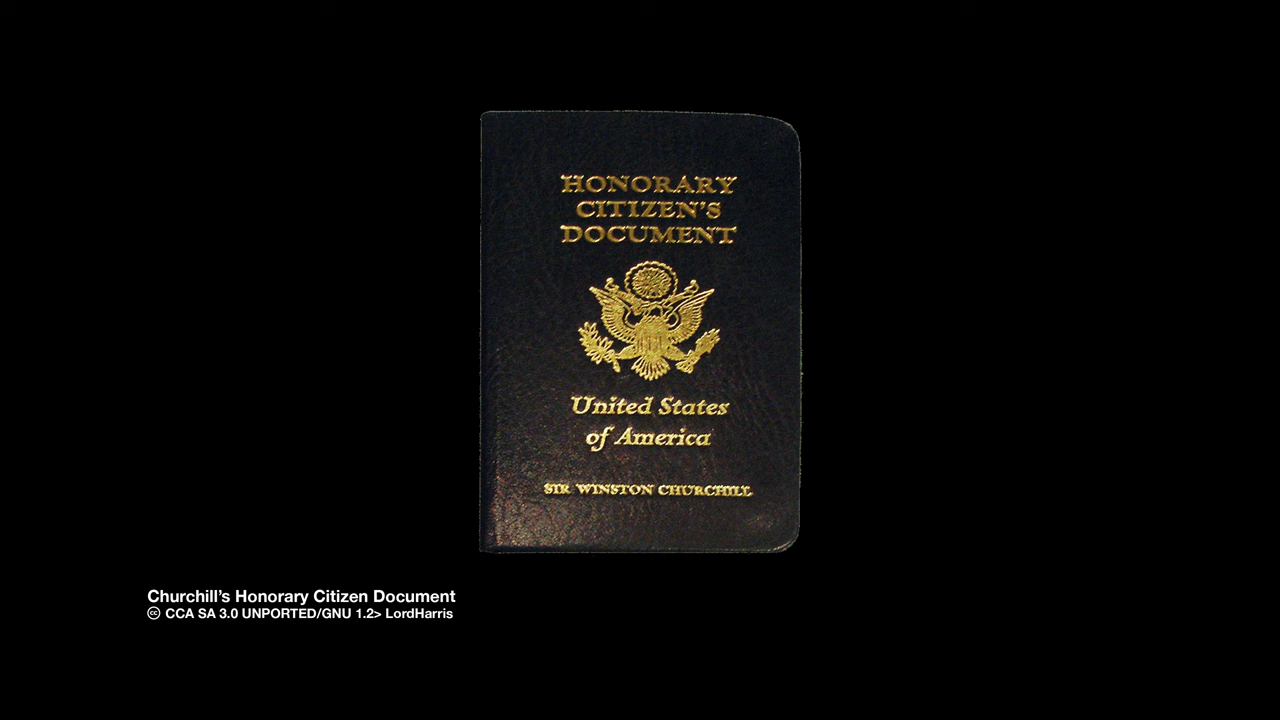 HONORARY
CITIZEN'S
DOCUMENT
United States
of America
SIR WINSTON CHURCHILL
Churchill’s Honorary Citizen Document
🅭 CCA SA 3.0 UNPORTED/GNU 1.2> LordHarris